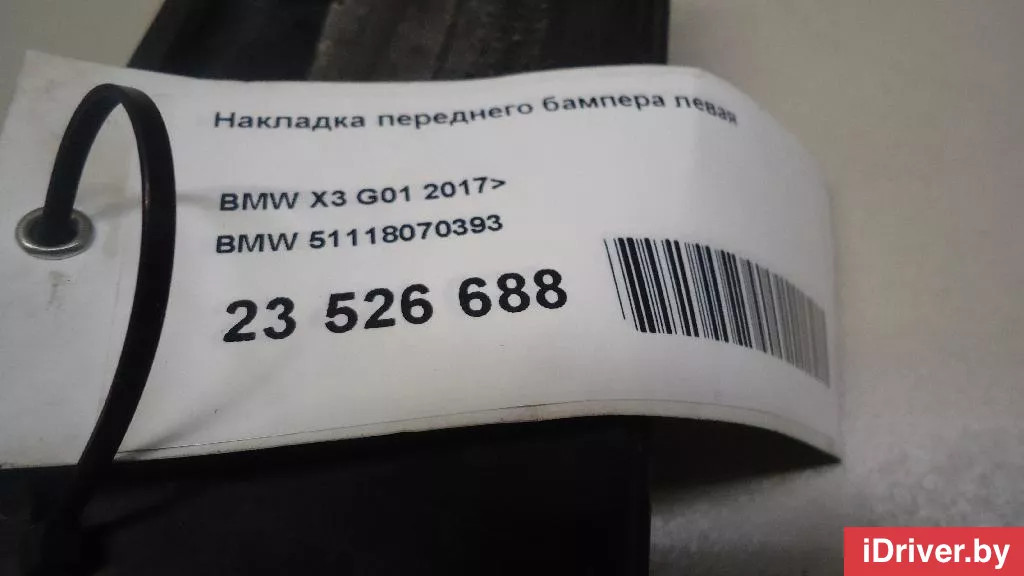 Накладка переднего бампера левая
BMW X3 G01 2017>
BMW 51118070393
23 526 688
iDriver.by